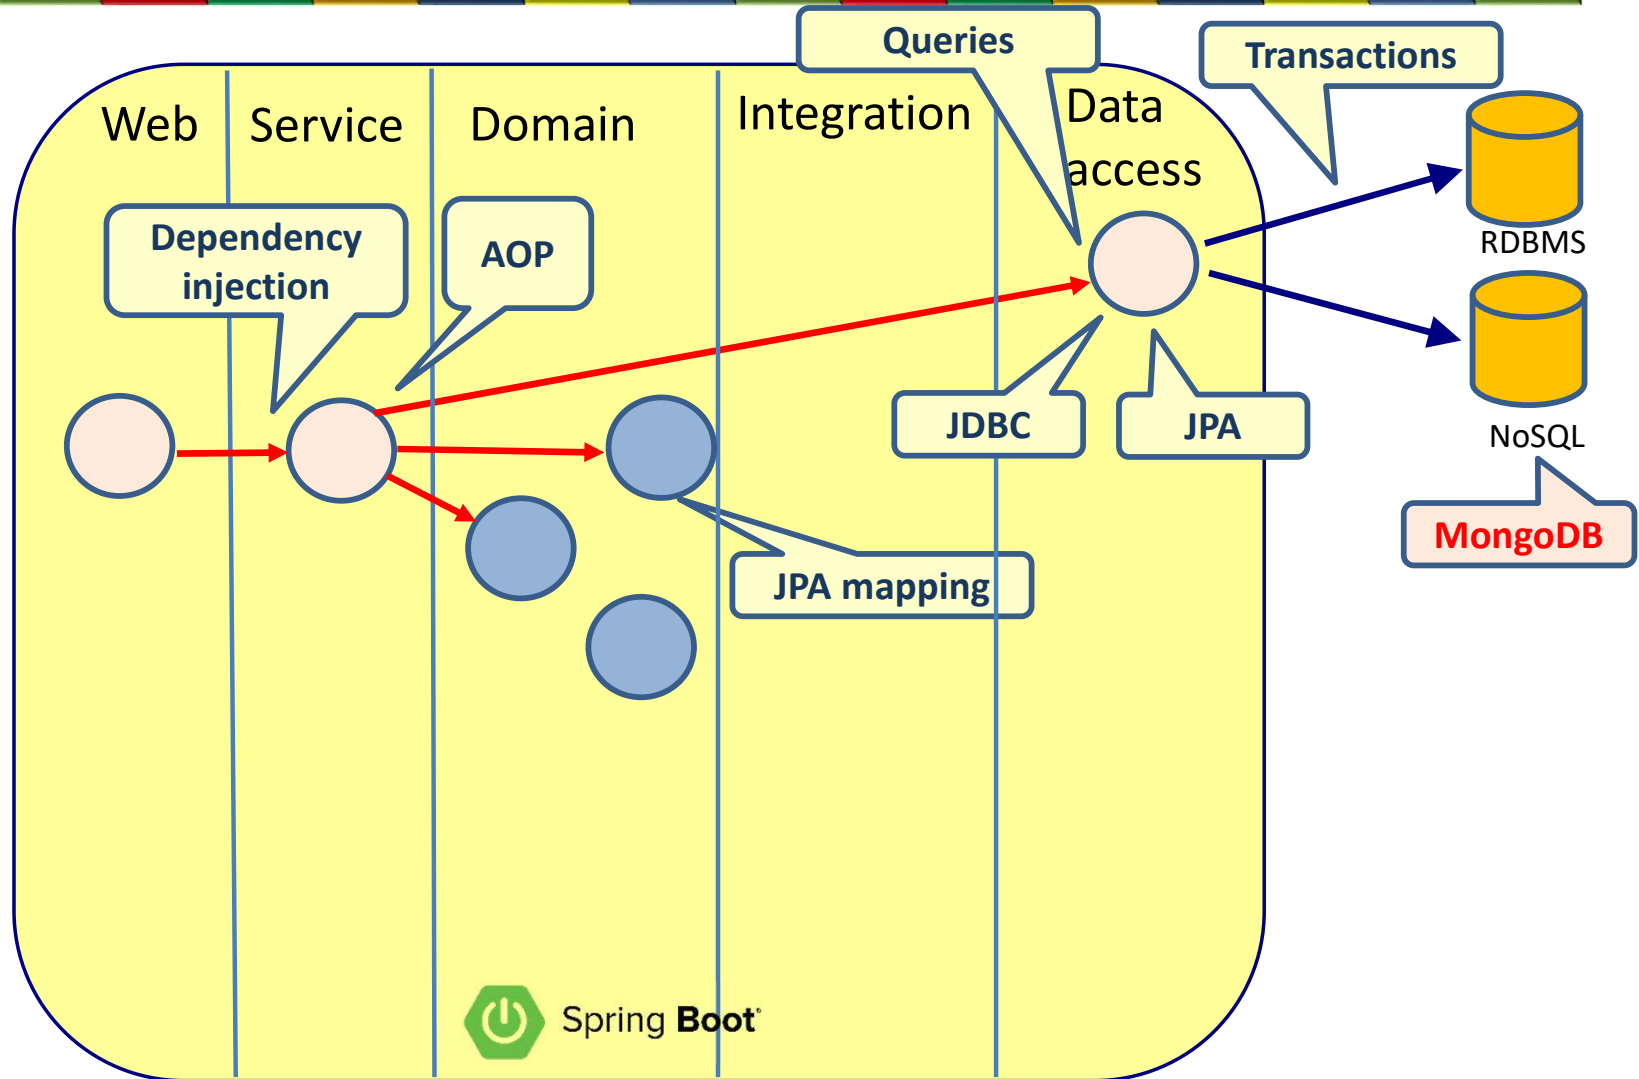 Queries
Transactions
Web
Service
Domain
Integration
Data
access
Dependency
injection
AOP
RDBMS
JDBC
JPA
NoSQL
MongoDB
JPA mapping
Spring Boot